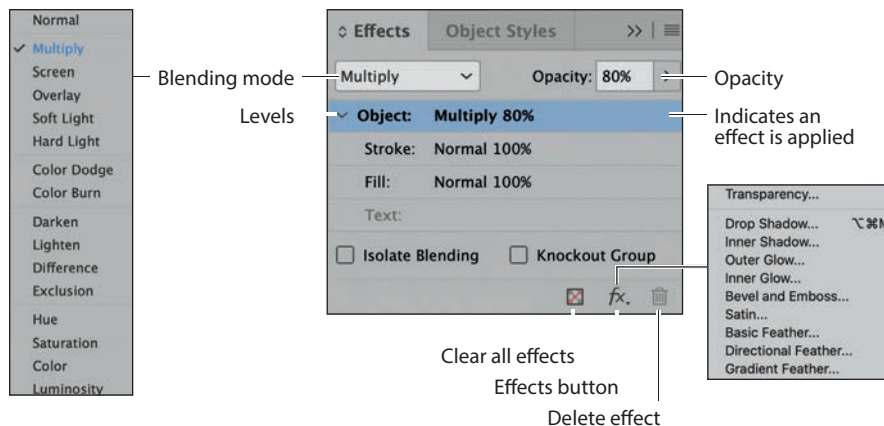 Normal
Multiply
Screen
Overlay
Soft Light
Hard Light
Color Dodge
Color Burn
Darken
Lighten
Difference
Exclusion
Hue
Saturation
Color
Luminosity
Blending mode
Levels
Effects Object Styles
Multiply Opacity: 80%
Object: Multiply 80%
Stroke: Normal 100%
Fill: Normal 100%
Text:
Isolate Blending Knockout Group
fx.
Opacity
Indicates an
effect is applied
Transparency...
Drop Shadow... ⌥⌘M
Inner Shadow...
Outer Glow...
Inner Glow...
Bevel and Emboss...
Satin...
Basic Feather...
Directional Feather...
Gradient Feather...
Clear all effects
Effects button
Delete effect